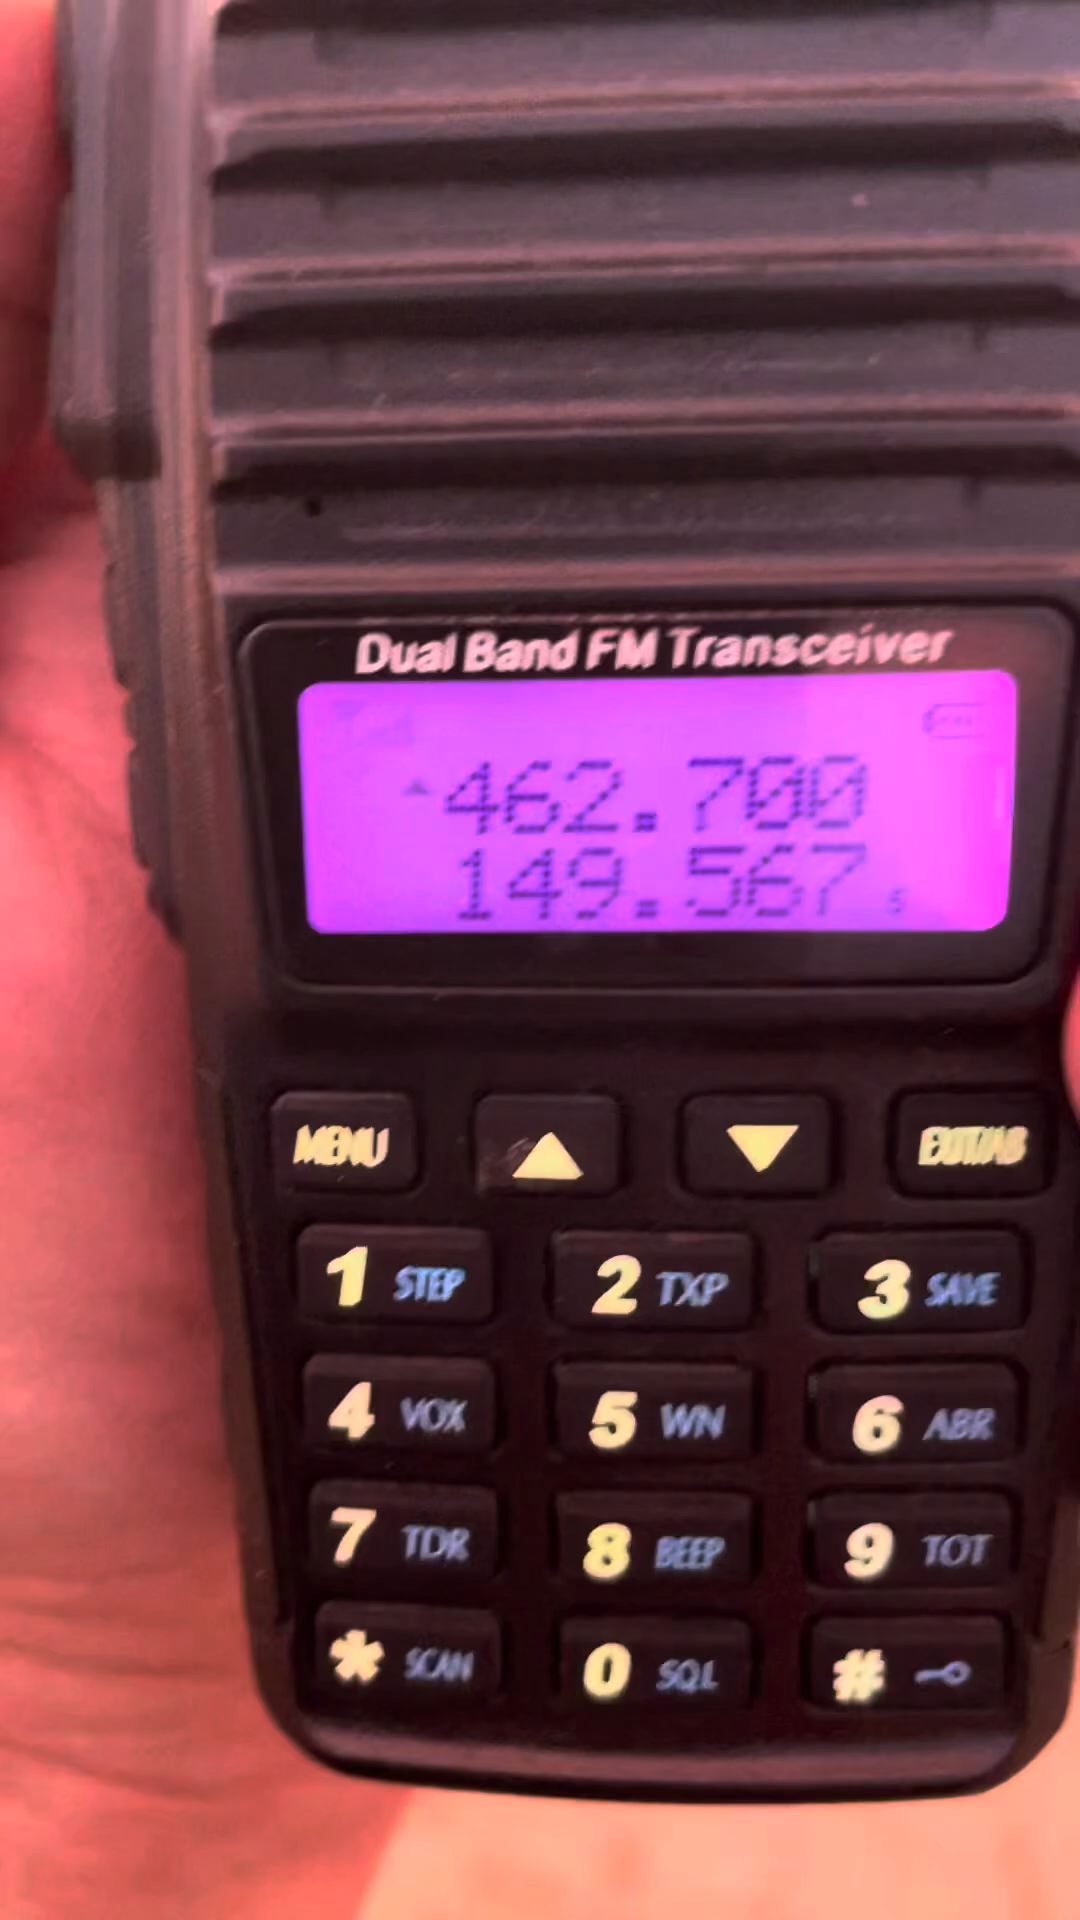 Dual Band FM Transceiver
462.700
149.567
MENU ▲ ▼ EXIT/AB
1 STEP 2 TXP 3 SAVE
4 VOX 5 WN 6 ABR
7 TDR 8 BEEP 9 TOT
* SCAN 0 SQL #